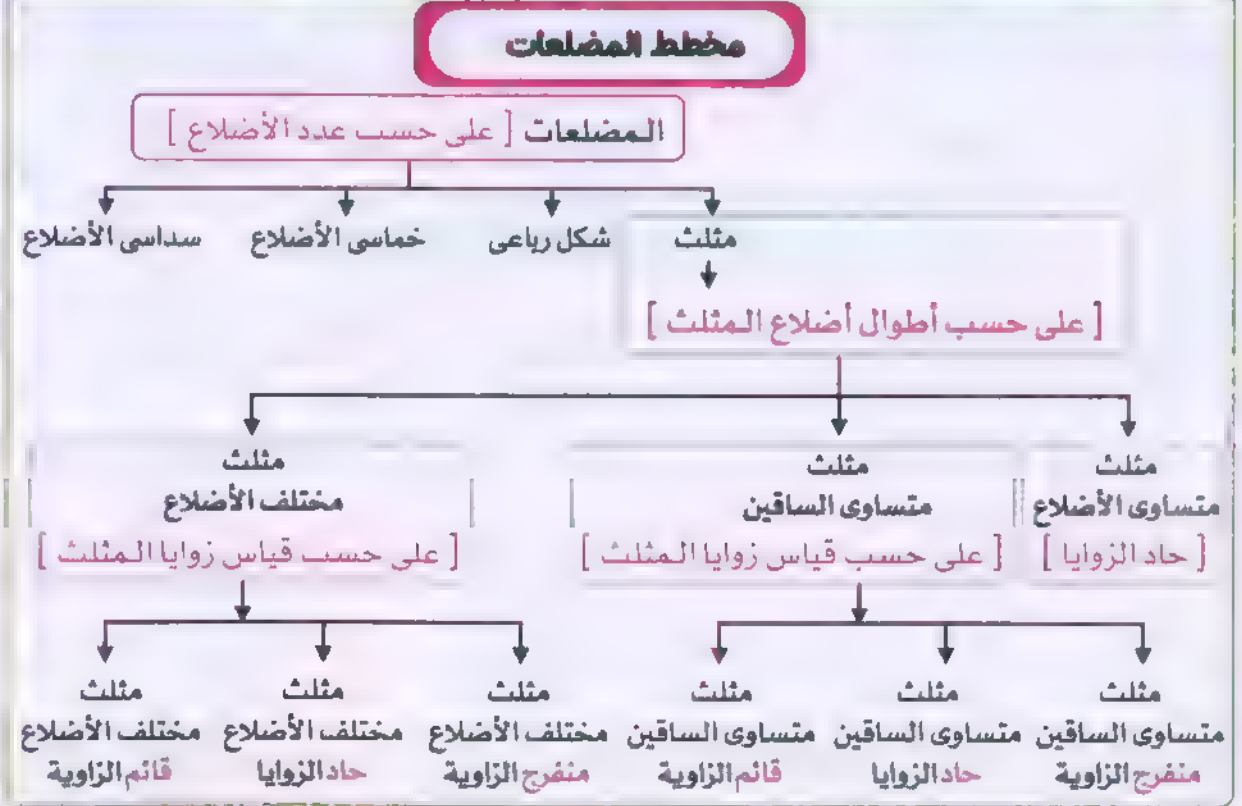 مخطط المضلعات
المضلعات [ على حسب عدد الأضلاع ]
مثلث
شكل رباعى
خماسى الأضلاع
سداسى الأضلاع
[ على حسب أطوال أضلاع المثلث ]
مثلث
متساوى الأضلاع
[ حاد الزوايا ]
مثلث
متساوى الساقين
[ على حسب قياس زوايا المثلث ]
مثلث
مختلف الأضلاع
[ على حسب قياس زوايا المثلث ]
مثلث
متساوى الساقين
منفرج الزاوية
مثلث
متساوى الساقين
حاد الزوايا
مثلث
متساوى الساقين
قائم الزاوية
مثلث
مختلف الأضلاع
منفرج الزاوية
مثلث
مختلف الأضلاع
حاد الزوايا
مثلث
مختلف الأضلاع
قائم الزاوية